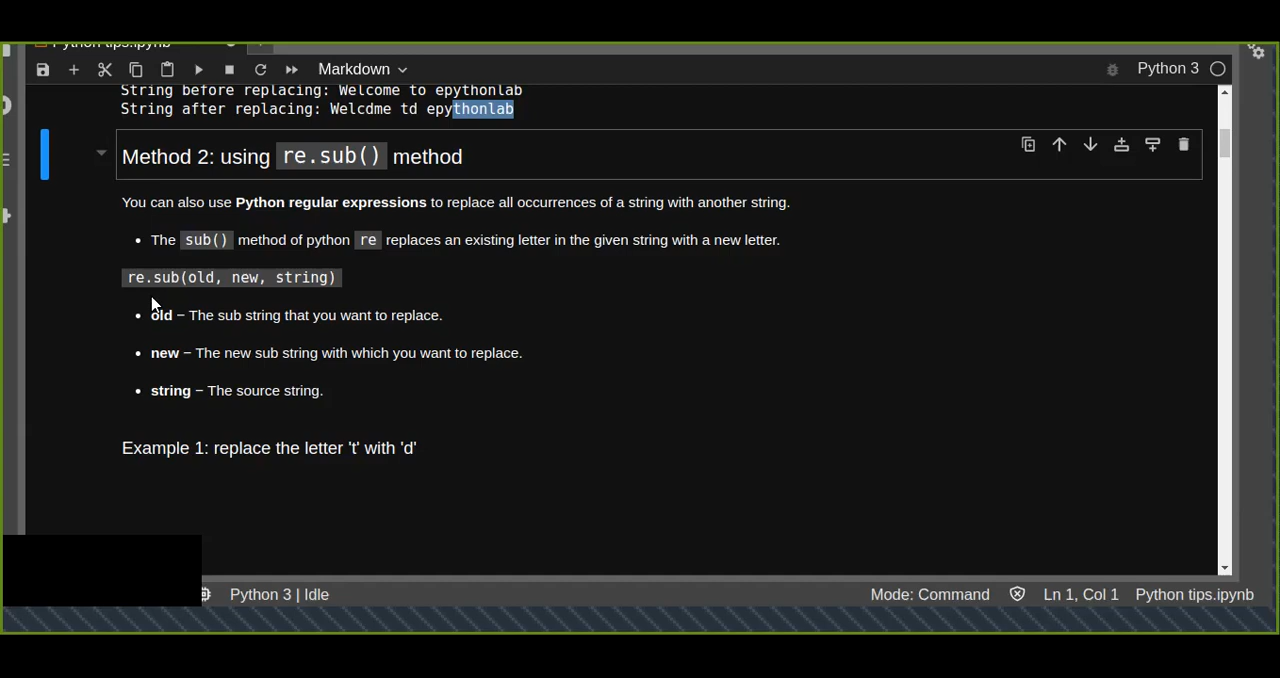 Python tips.ipynb
Markdown
Python 3
String before replacing: Welcome to epythonlab
String after replacing: Welcdme td epythonlab
Method 2: using re.sub() method
You can also use Python regular expressions to replace all occurrences of a string with another string.
• The sub() method of python re replaces an existing letter in the given string with a new letter.
re.sub(old, new, string)
• old – The sub string that you want to replace.
• new – The new sub string with which you want to replace.
• string – The source string.
Example 1: replace the letter 't' with 'd'
Python 3 | Idle
Mode: Command
Ln 1, Col 1
Python tips.ipynb